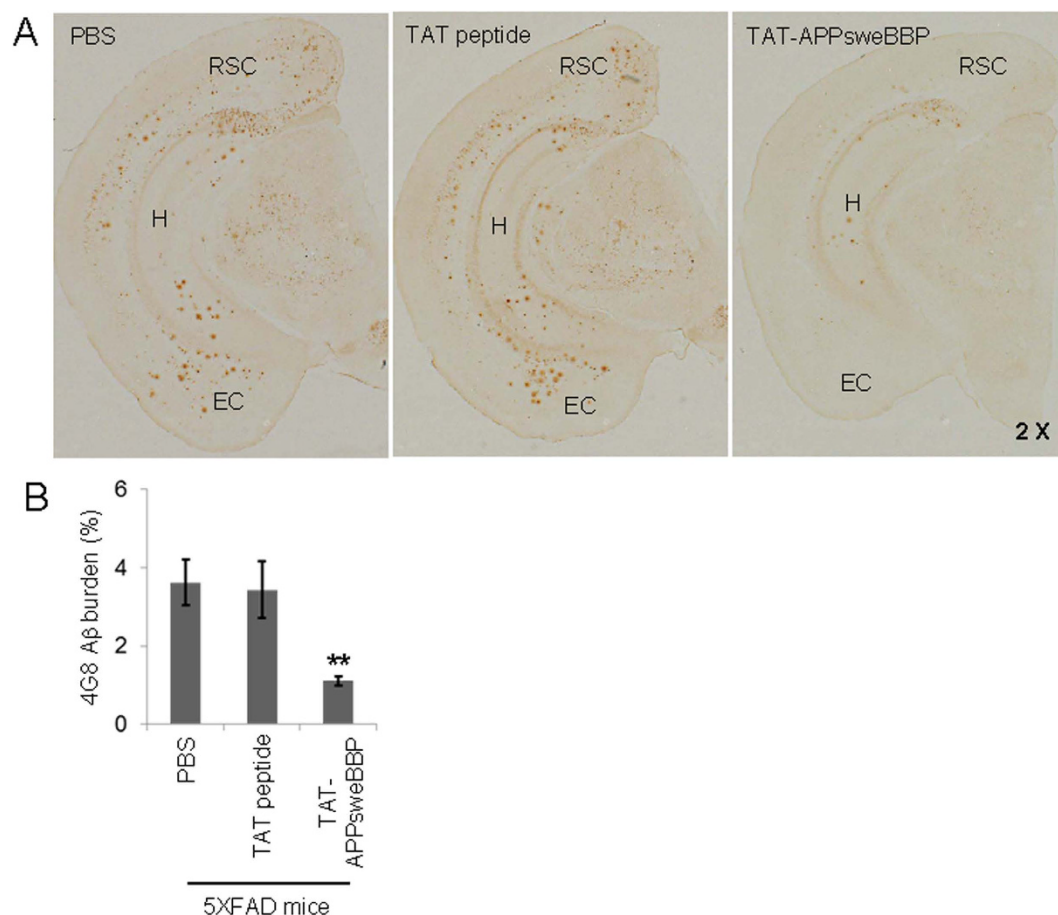 A
PBS
RSC
H
EC
TAT peptide
RSC
H
EC
TAT-APPsweBBP
RSC
H
EC
2 X
B
4G8 Aβ burden (%)
6
4
2
0
**
PBS
TAT peptide
TAT-
APPsweBBP
5XFAD mice